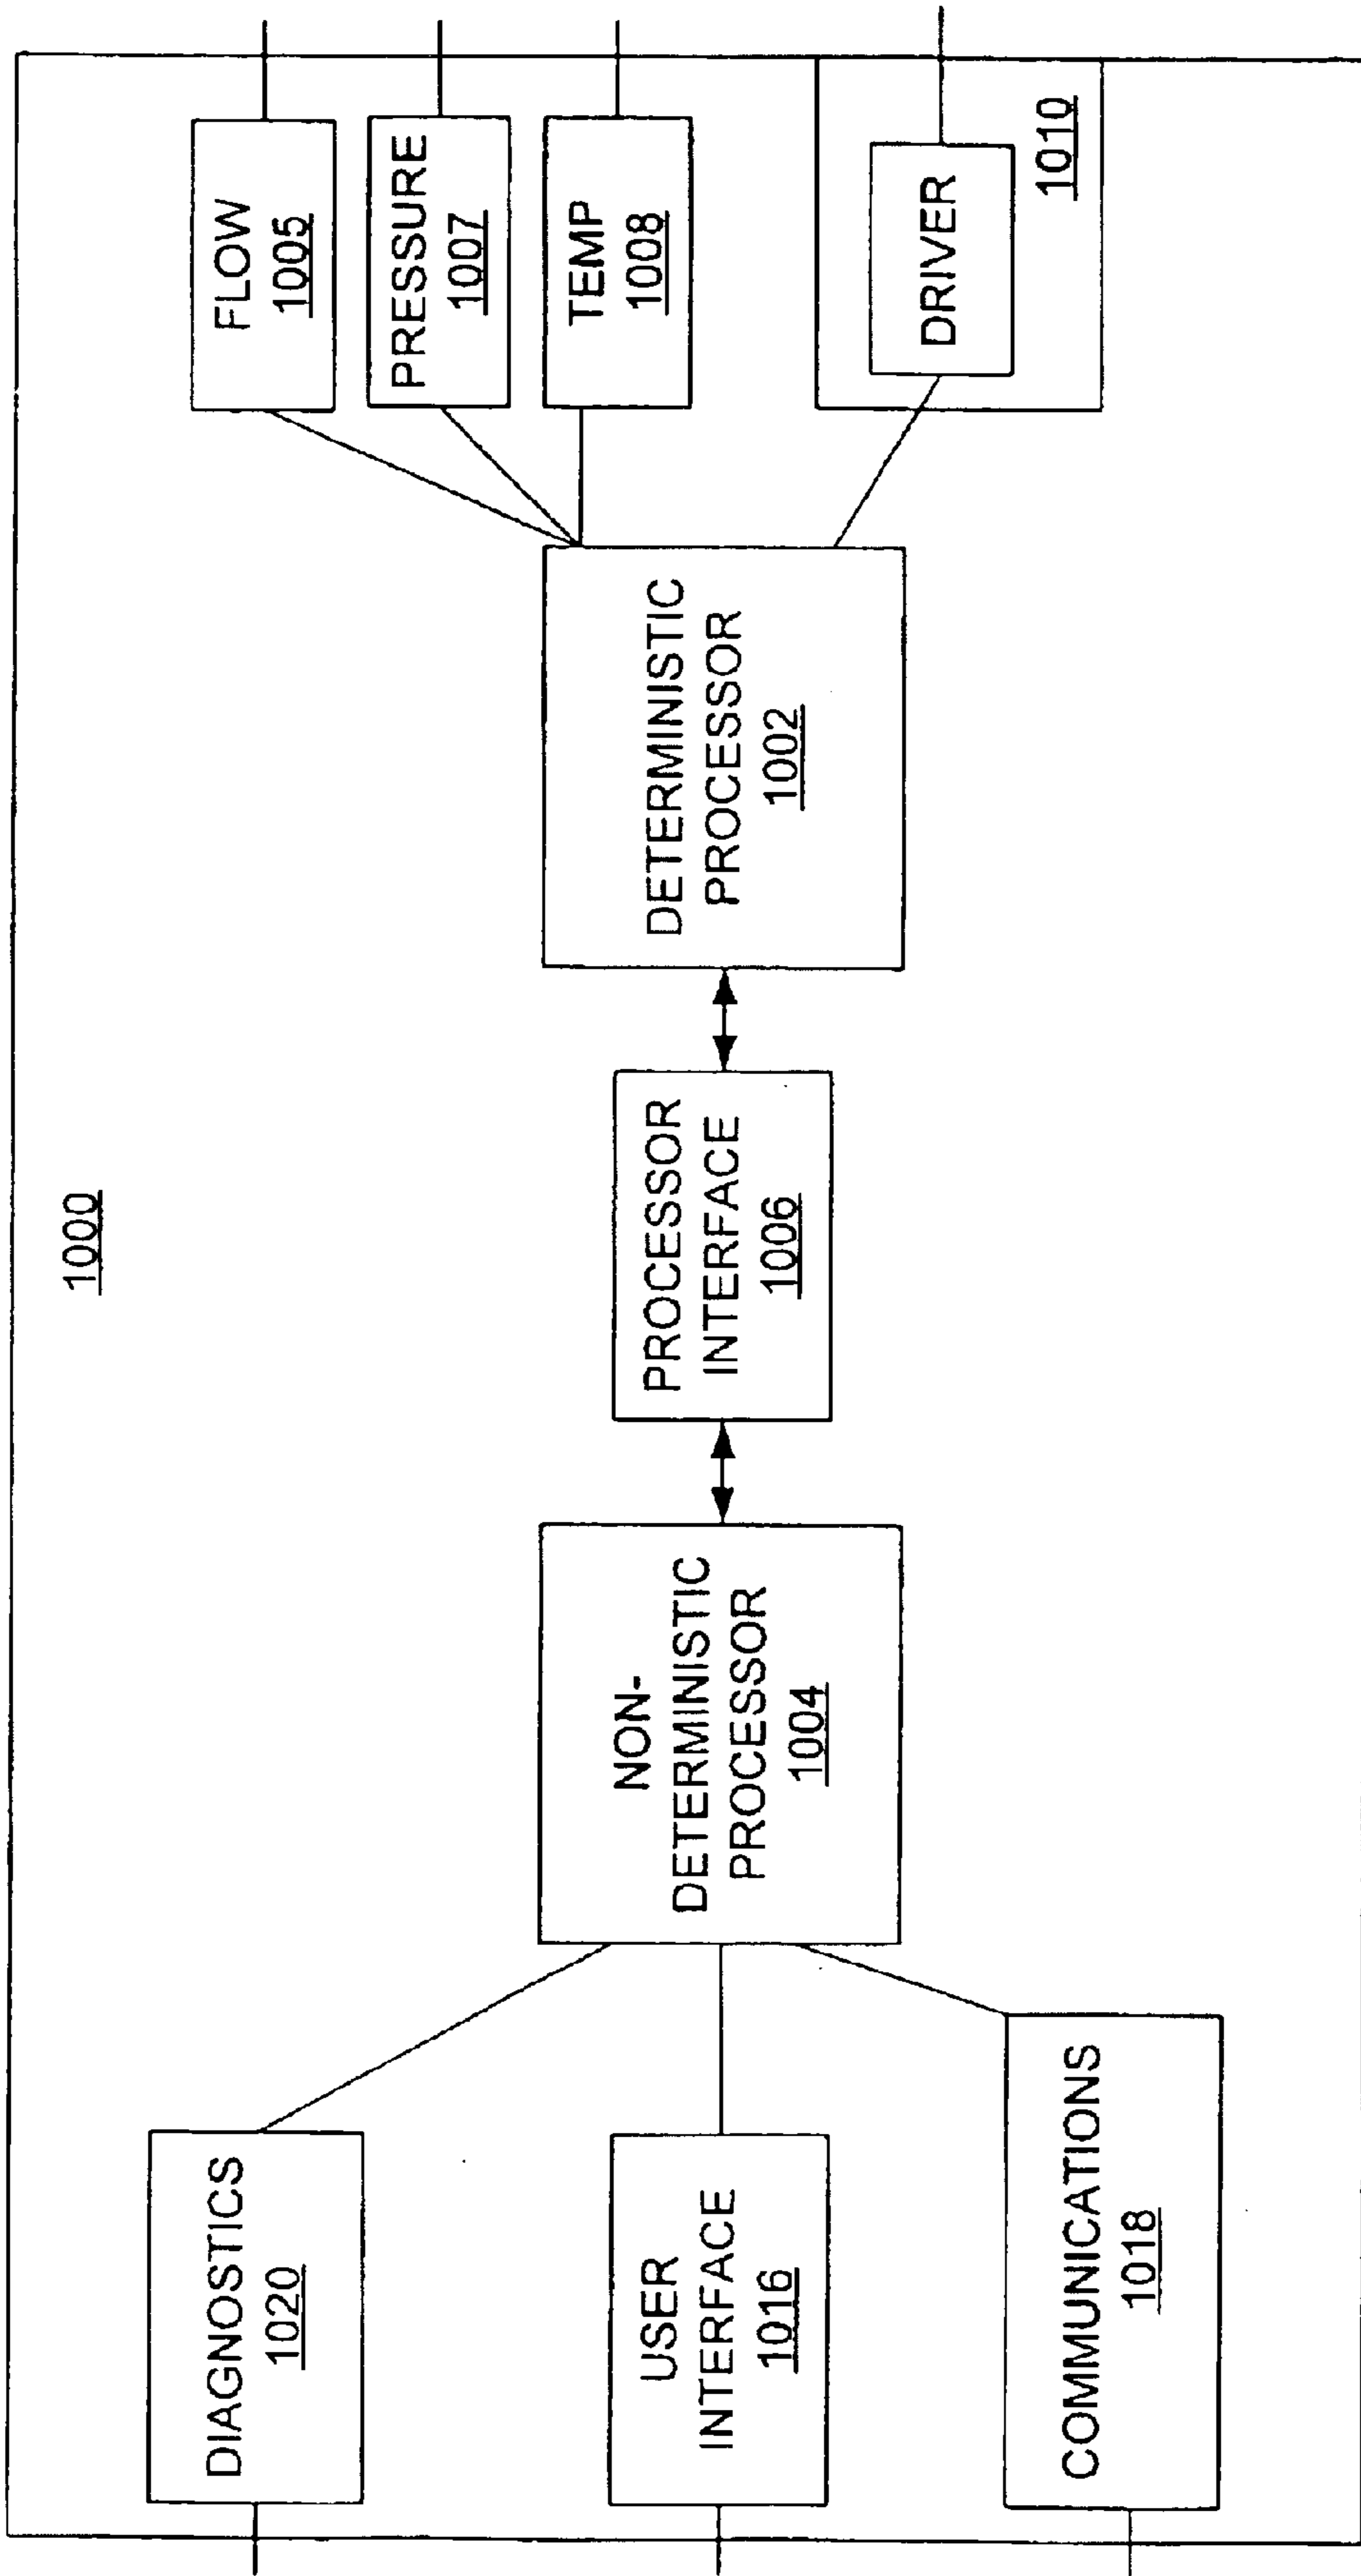 1000
DIAGNOSTICS
1020
USER
INTERFACE
1016
COMMUNICATIONS
1018
NON-
DETERMINISTIC
PROCESSOR
1004
PROCESSOR
INTERFACE
1006
DETERMINISTIC
PROCESSOR
1002
FLOW
1005
PRESSURE
1007
TEMP
1008
DRIVER
1010